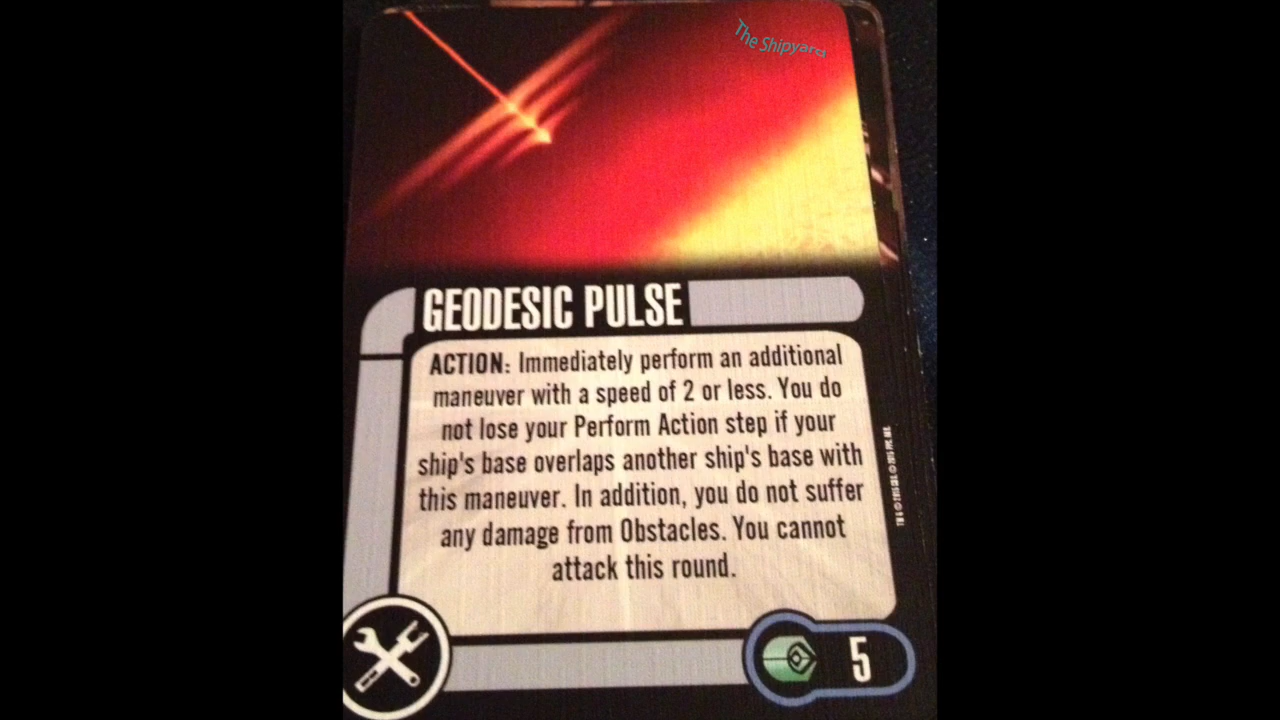 The Shipyard
GEODESIC PULSE
ACTION: Immediately perform an additional
maneuver with a speed of 2 or less. You do
not lose your Perform Action step if your
ship's base overlaps another ship's base with
this maneuver. In addition, you do not suffer
any damage from Obstacles. You cannot
attack this round.
5